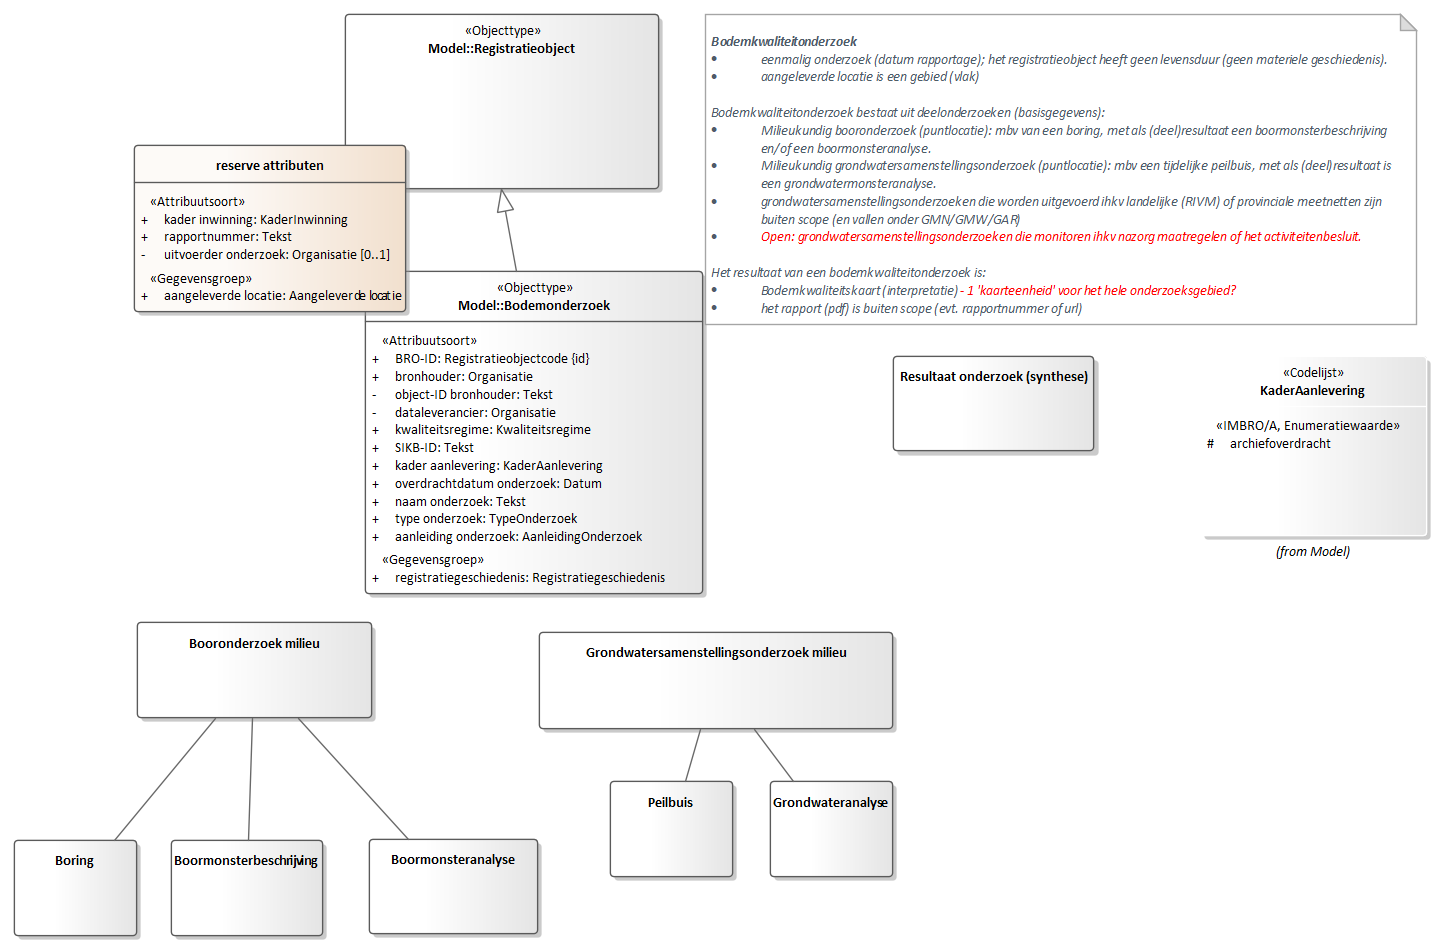 «Objecttype»
Model::Registratieobject
reserve attributen
«Attribuutsoort»
+ kader inwinning: KaderInwinning
+ rapportnummer: Tekst
- uitvoerder onderzoek: Organisatie [0..1]
«Gegevensgroep»
+ aangeleverde locatie: Aangeleverde locatie
«Objecttype»
Model::Bodemonderzoek
«Attribuutsoort»
+ BRO-ID: Registratieobjectcode {id}
+ bronhouder: Organisatie
- object-ID bronhouder: Tekst
- dataleverancier: Organisatie
+ kwaliteitsregime: Kwaliteitsregime
+ SIKB-ID: Tekst
+ kader aanlevering: KaderAanlevering
+ overdrachtdatum onderzoek: Datum
+ naam onderzoek: Tekst
+ type onderzoek: TypeOnderzoek
+ aanleiding onderzoek: AanleidingOnderzoek
«Gegevensgroep»
+ registratiegeschiedenis: Registratiegeschiedenis
Bodemkwaliteitonderzoek
• eenmalig onderzoek (datum rapportage); het registratieobject heeft geen levensduur (geen materiele geschiedenis).
• aangeleverde locatie is een gebied (vlak)
Bodemkwaliteitonderzoek bestaat uit deelonderzoeken (basisgegevens):
• Milieukundig booronderzoek (puntlocatie): mbv van een boring, met als (deel)resultaat een boormonsterbeschrijving
en/of een boormonsteranalyse.
• Milieukundig grondwatersamenstellingsonderzoek (puntlocatie): mbv een tijdelijke peilbuis, met als (deel)resultaat is
een grondwatermonsteranalyse.
• grondwatersamenstellingsonderzoeken die worden uitgevoerd ihkv landelijke (RIVM) of provinciale meetnetten zijn
buiten scope (en vallen onder GMN/GMW/GAR)
• Open: grondwatersamenstellingsonderzoeken die monitoren ihkv nazorg maatregelen of het activiteitenbesluit.
Het resultaat van een bodemkwaliteitonderzoek is:
• Bodemkwaliteitskaart (interpretatie) - 1 'kaarteenheid' voor het hele onderzoeksgebied?
• het rapport (pdf) is buiten scope (evt. rapportnummer of url)
Resultaat onderzoek (synthese)
«Codelijst»
KaderAanlevering
«IMBRO/A, Enumeratiewaarde»
# archiefoverdracht
(from Model)
Booronderzoek milieu
Grondwatersamenstellingsonderzoek milieu
Peilbuis
Grondwateranalyse
Boring
Boormonsterbeschrijving
Boormonsteranalyse